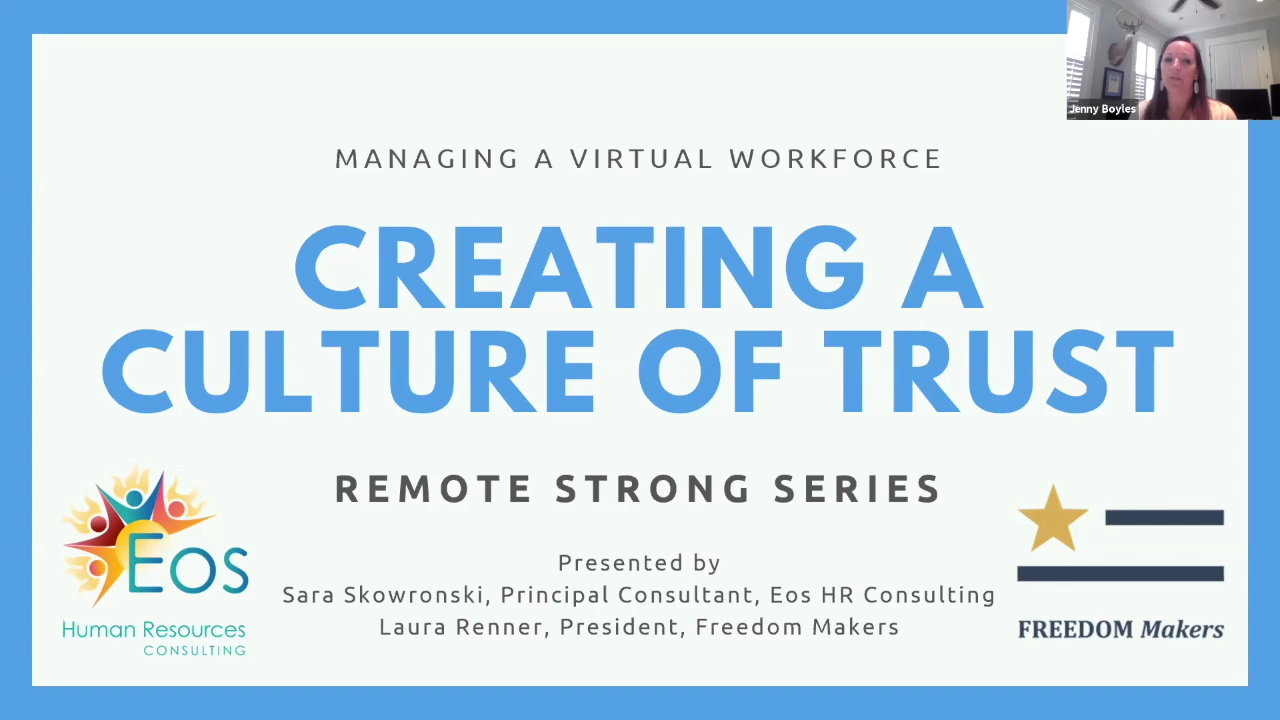 Jenny Boyles
MANAGING A VIRTUAL WORKFORCE
CREATING A
CULTURE OF TRUST
REMOTE STRONG SERIES
Presented by
Sara Skowronski, Principal Consultant, Eos HR Consulting
Laura Renner, President, Freedom Makers
Eos
Human Resources
CONSULTING
FREEDOM Makers